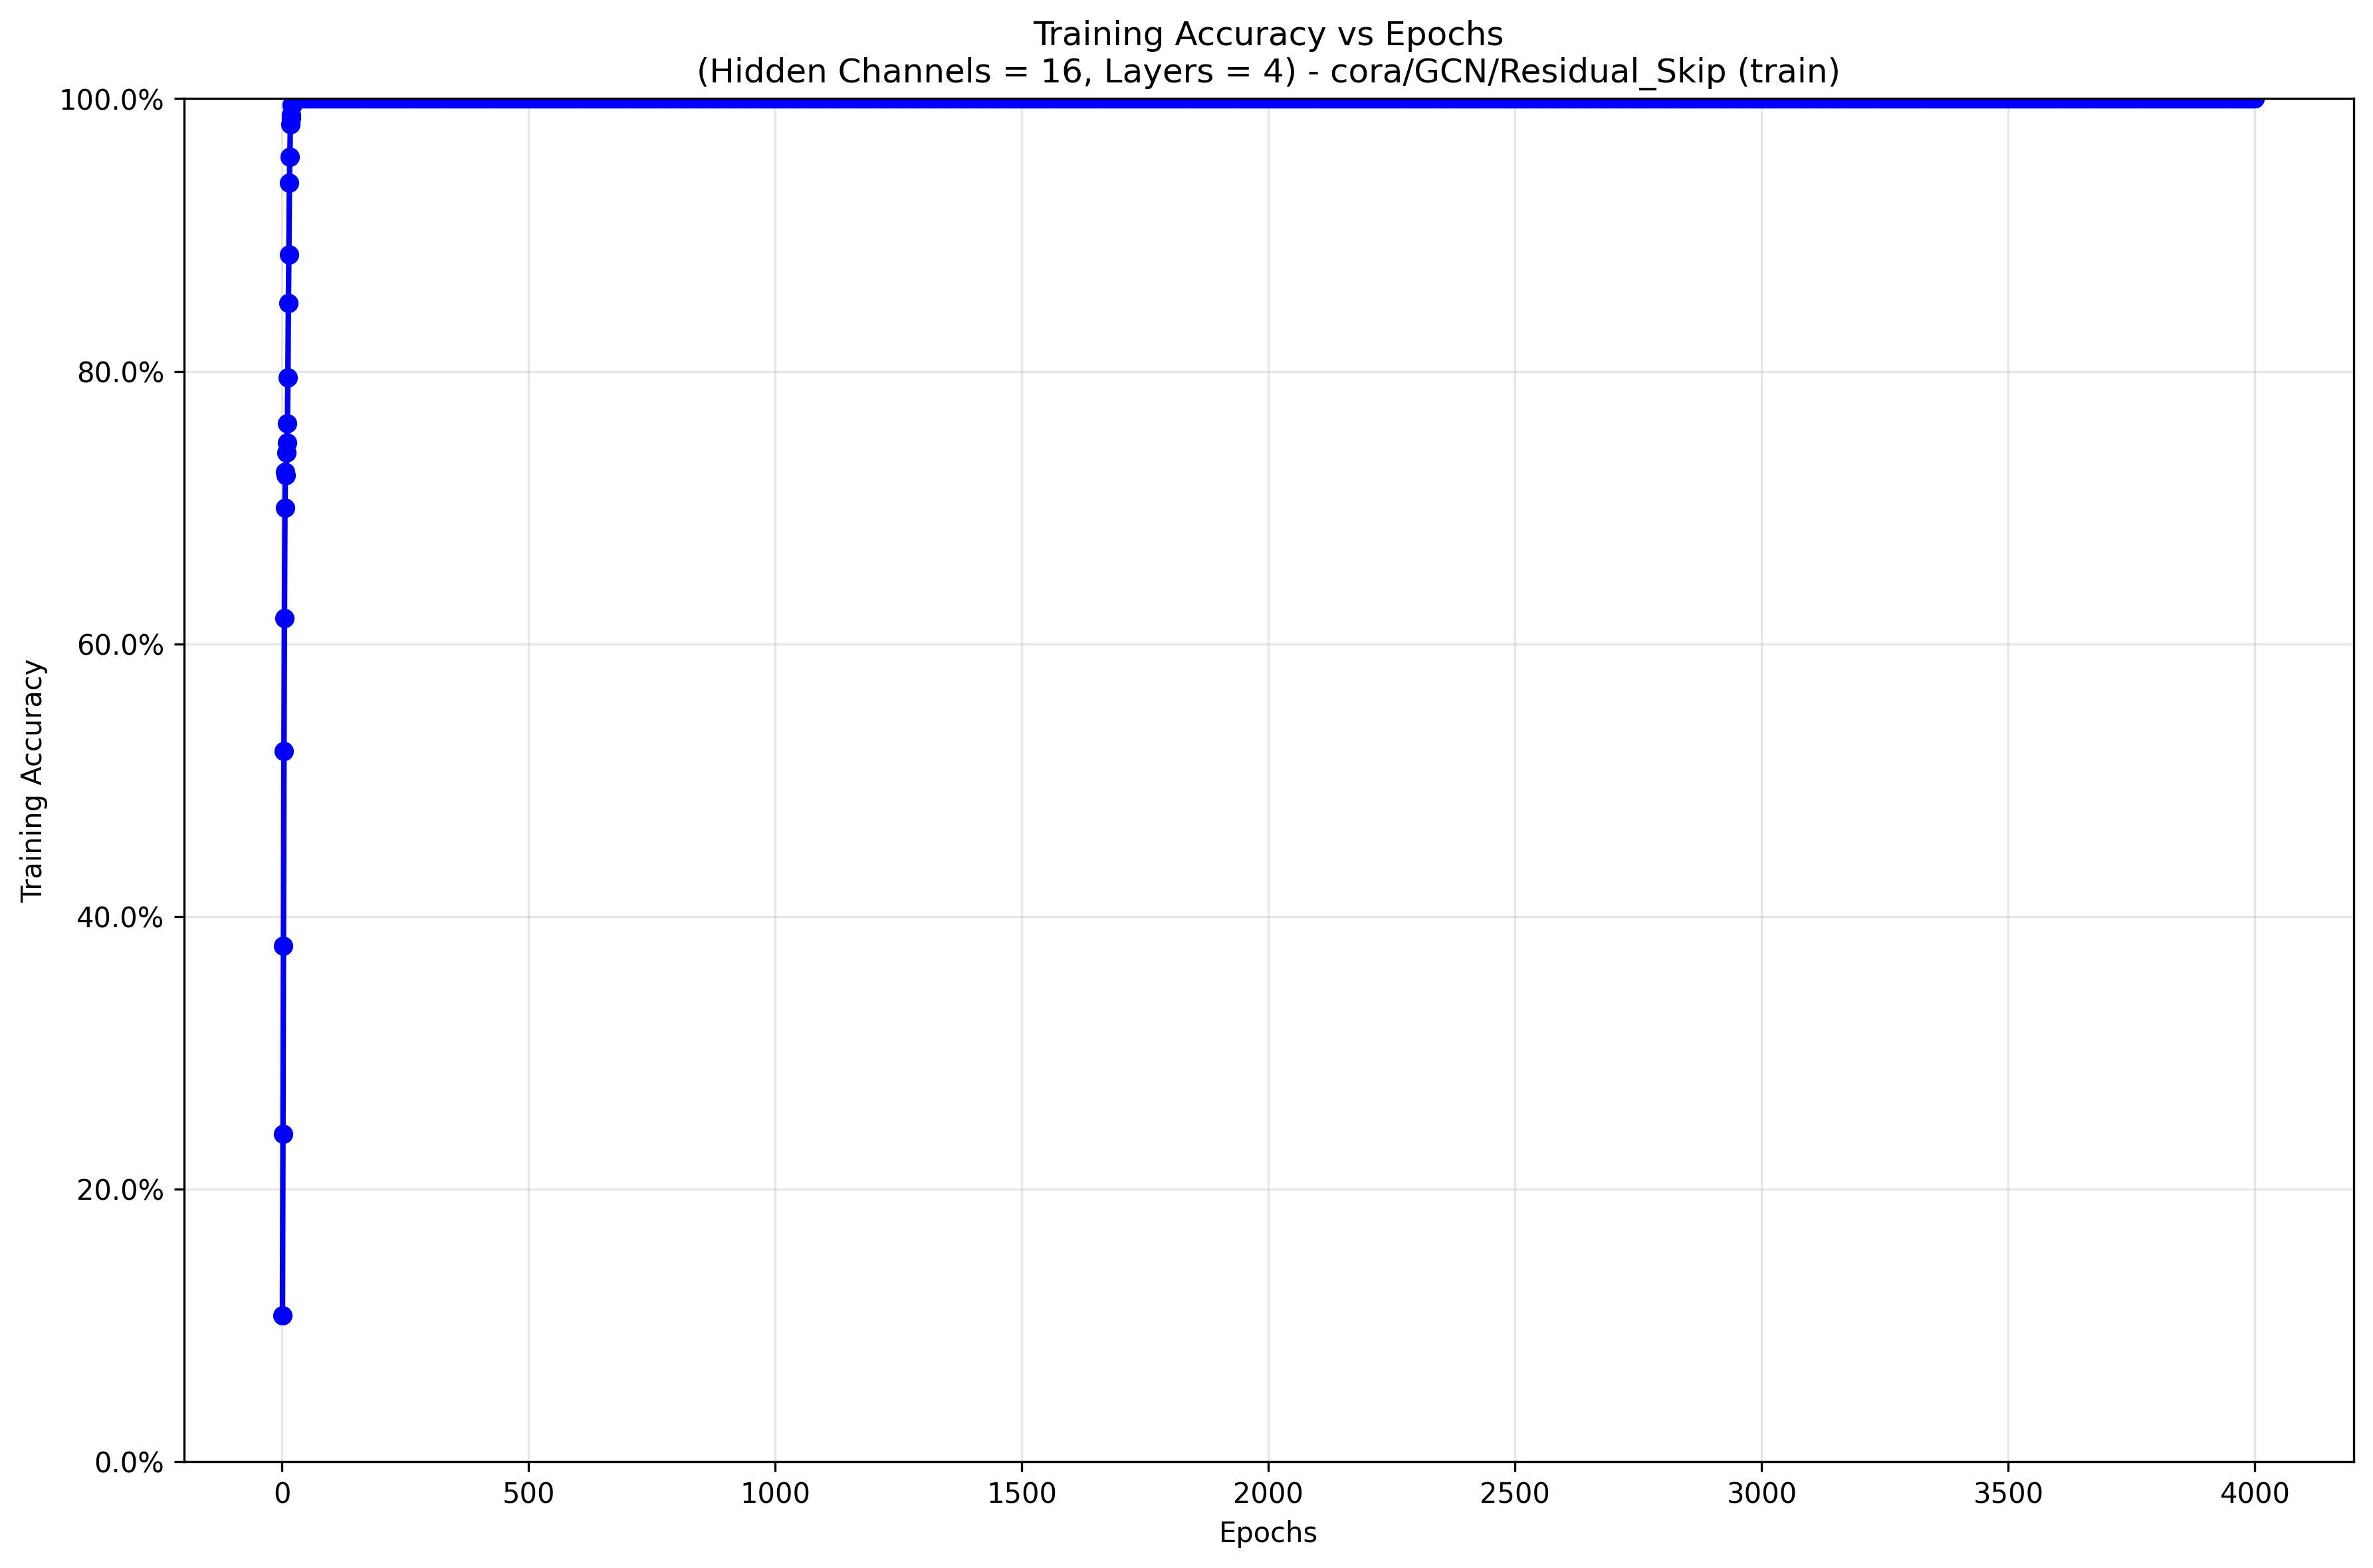 Training Accuracy vs Epochs
(Hidden Channels = 16, Layers = 4) - cora/GCN/Residual_Skip (train)
100.0%
80.0%
60.0%
40.0%
20.0%
0.0%
Training Accuracy
0 500 1000 1500 2000 2500 3000 3500 4000
Epochs